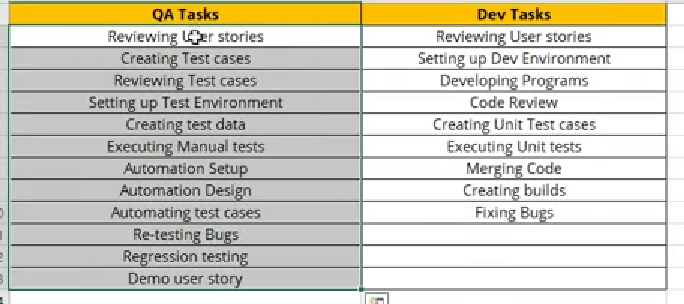 QA Tasks Dev Tasks
Reviewing User stories Reviewing User stories
Creating Test cases Setting up Dev Environment
Reviewing Test cases Developing Programs
Setting up Test Environment Code Review
Creating test data Creating Unit Test cases
Executing Manual tests Executing Unit tests
Automation Setup Merging Code
Automation Design Creating builds
Automating test cases Fixing Bugs
Re-testing Bugs
Regression testing
Demo user story